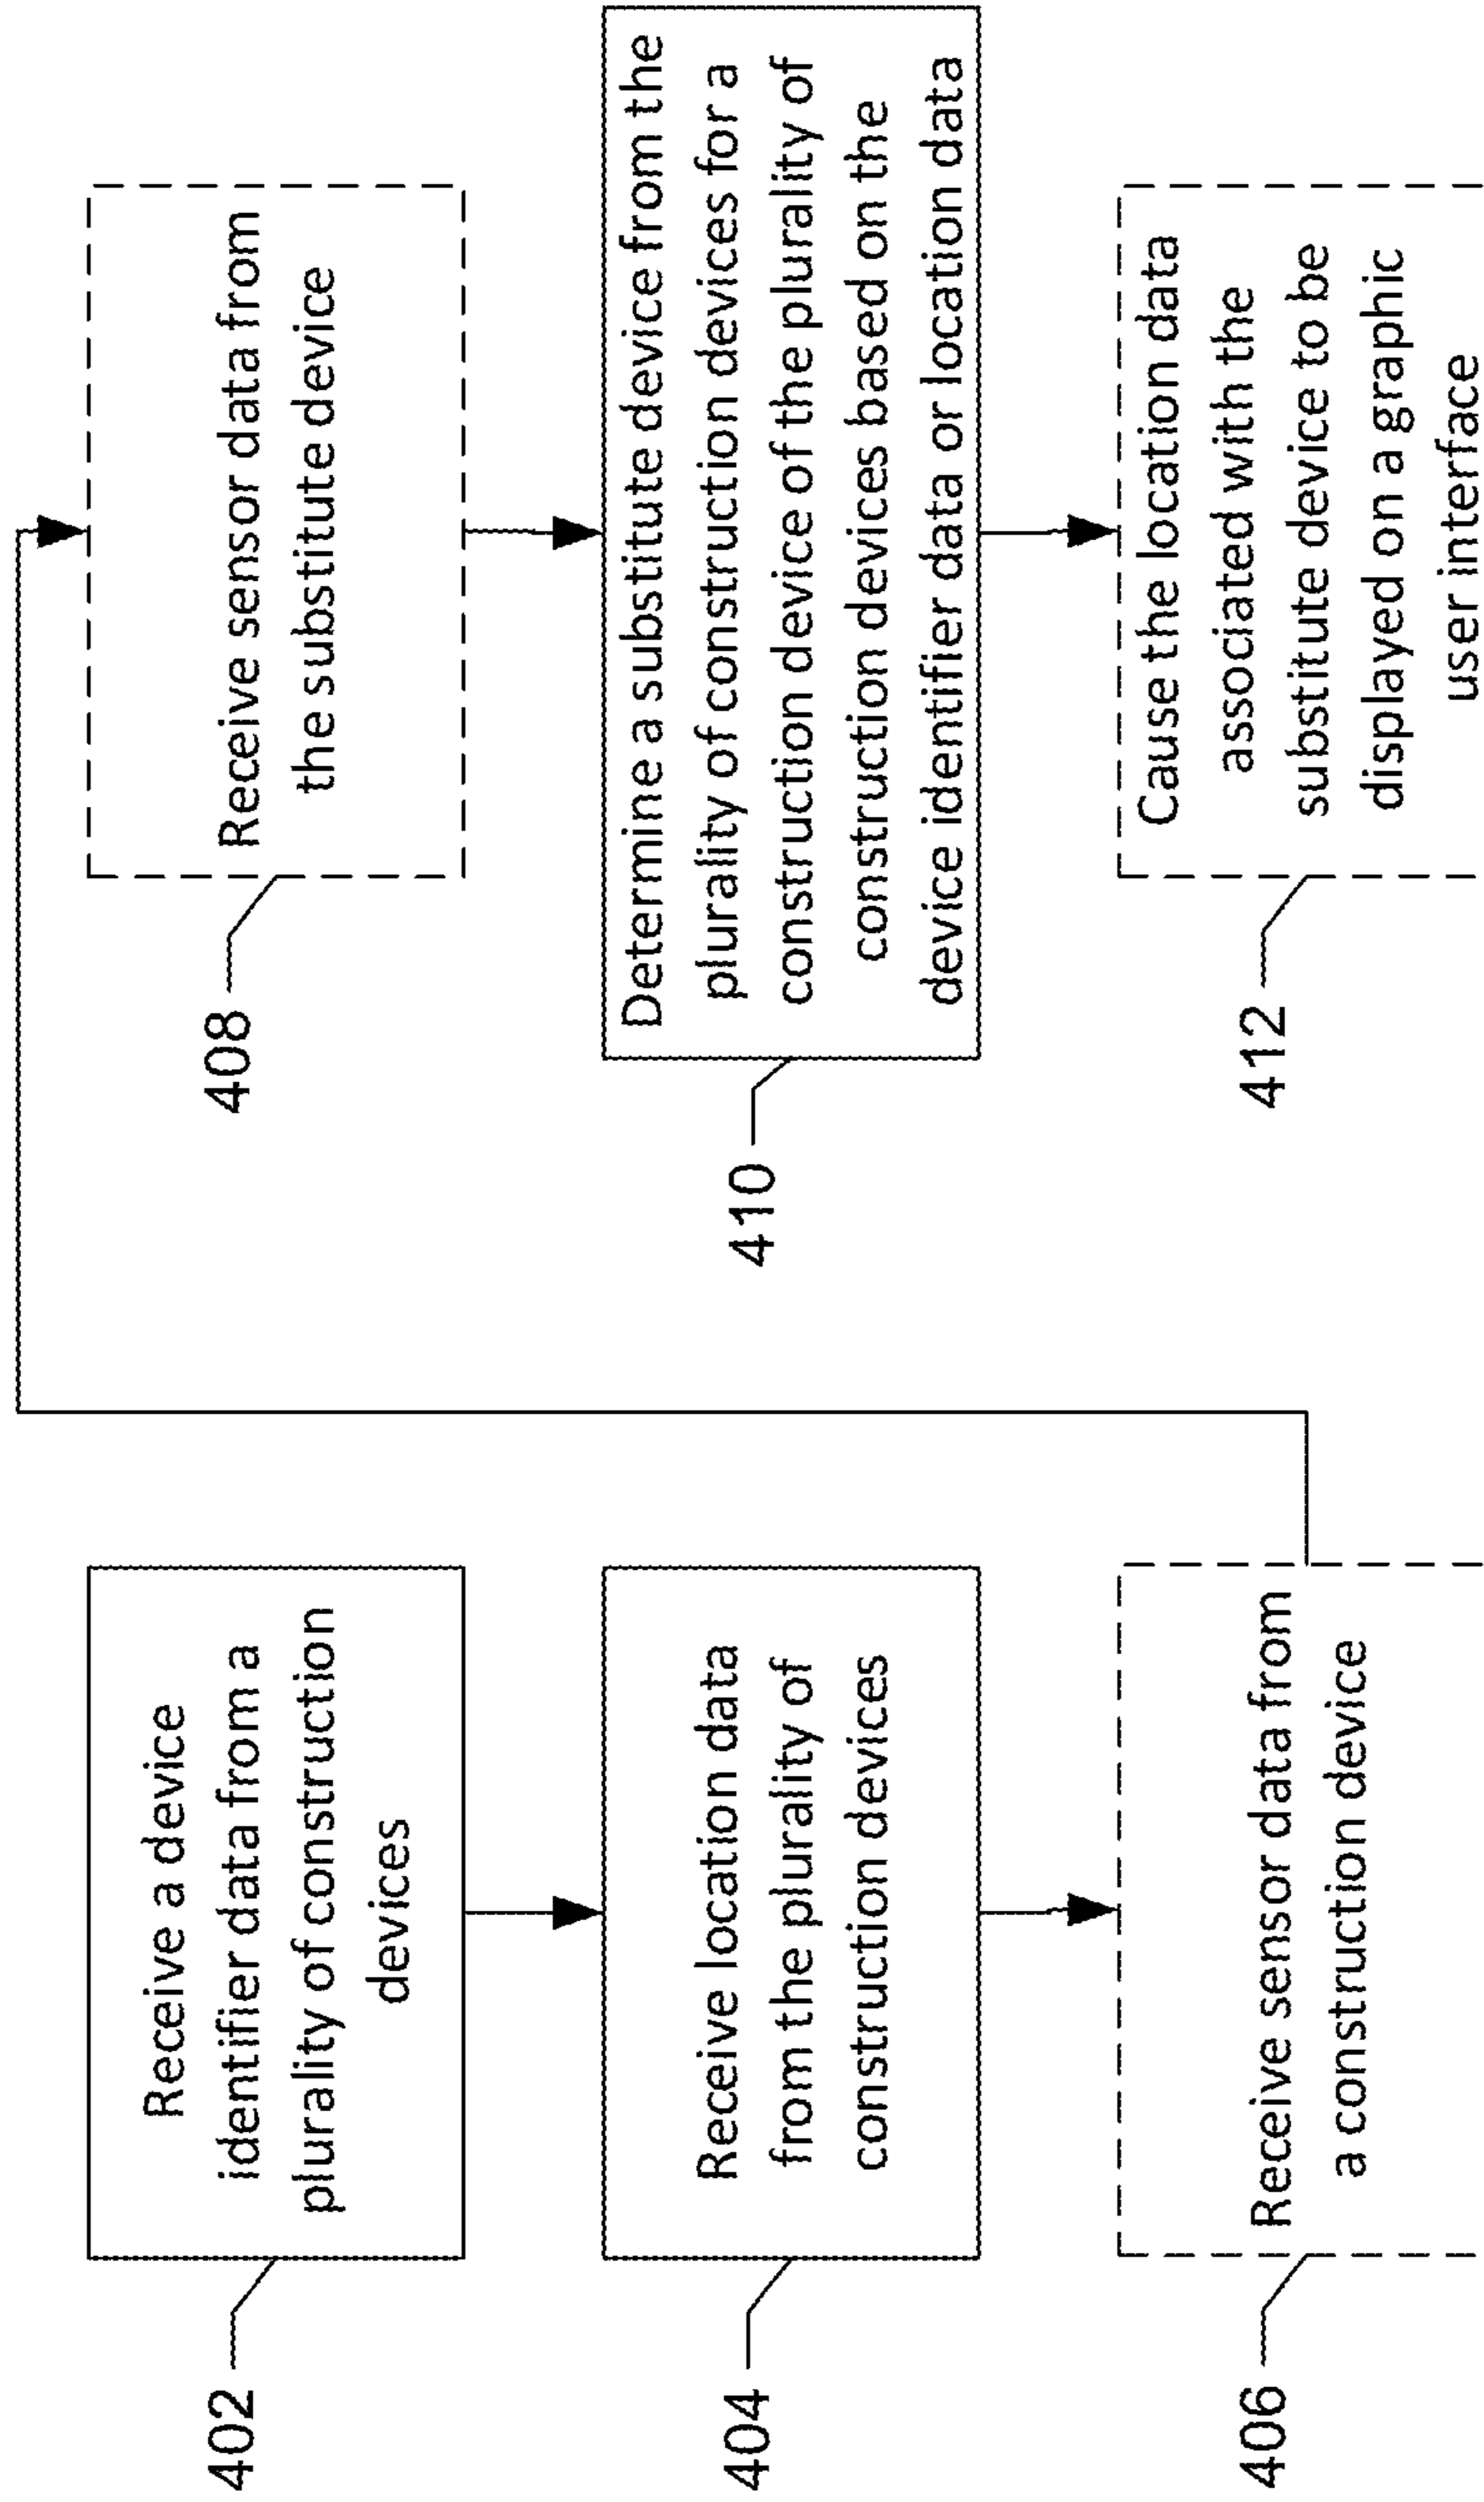 402
Receive a device
identifier data from a
plurality of construction
devices
404
Receive location data
from the plurality of
construction devices
406
Receive sensor data from
a construction device
408
Receive sensor data from
the substitute device
410
Determine a substitute device from the
plurality of construction devices for a
construction device of the plurality of
construction devices based on the
device identifier data or location data
412
Cause the location data
associated with the
substitute device to be
displayed on a graphic
user interface